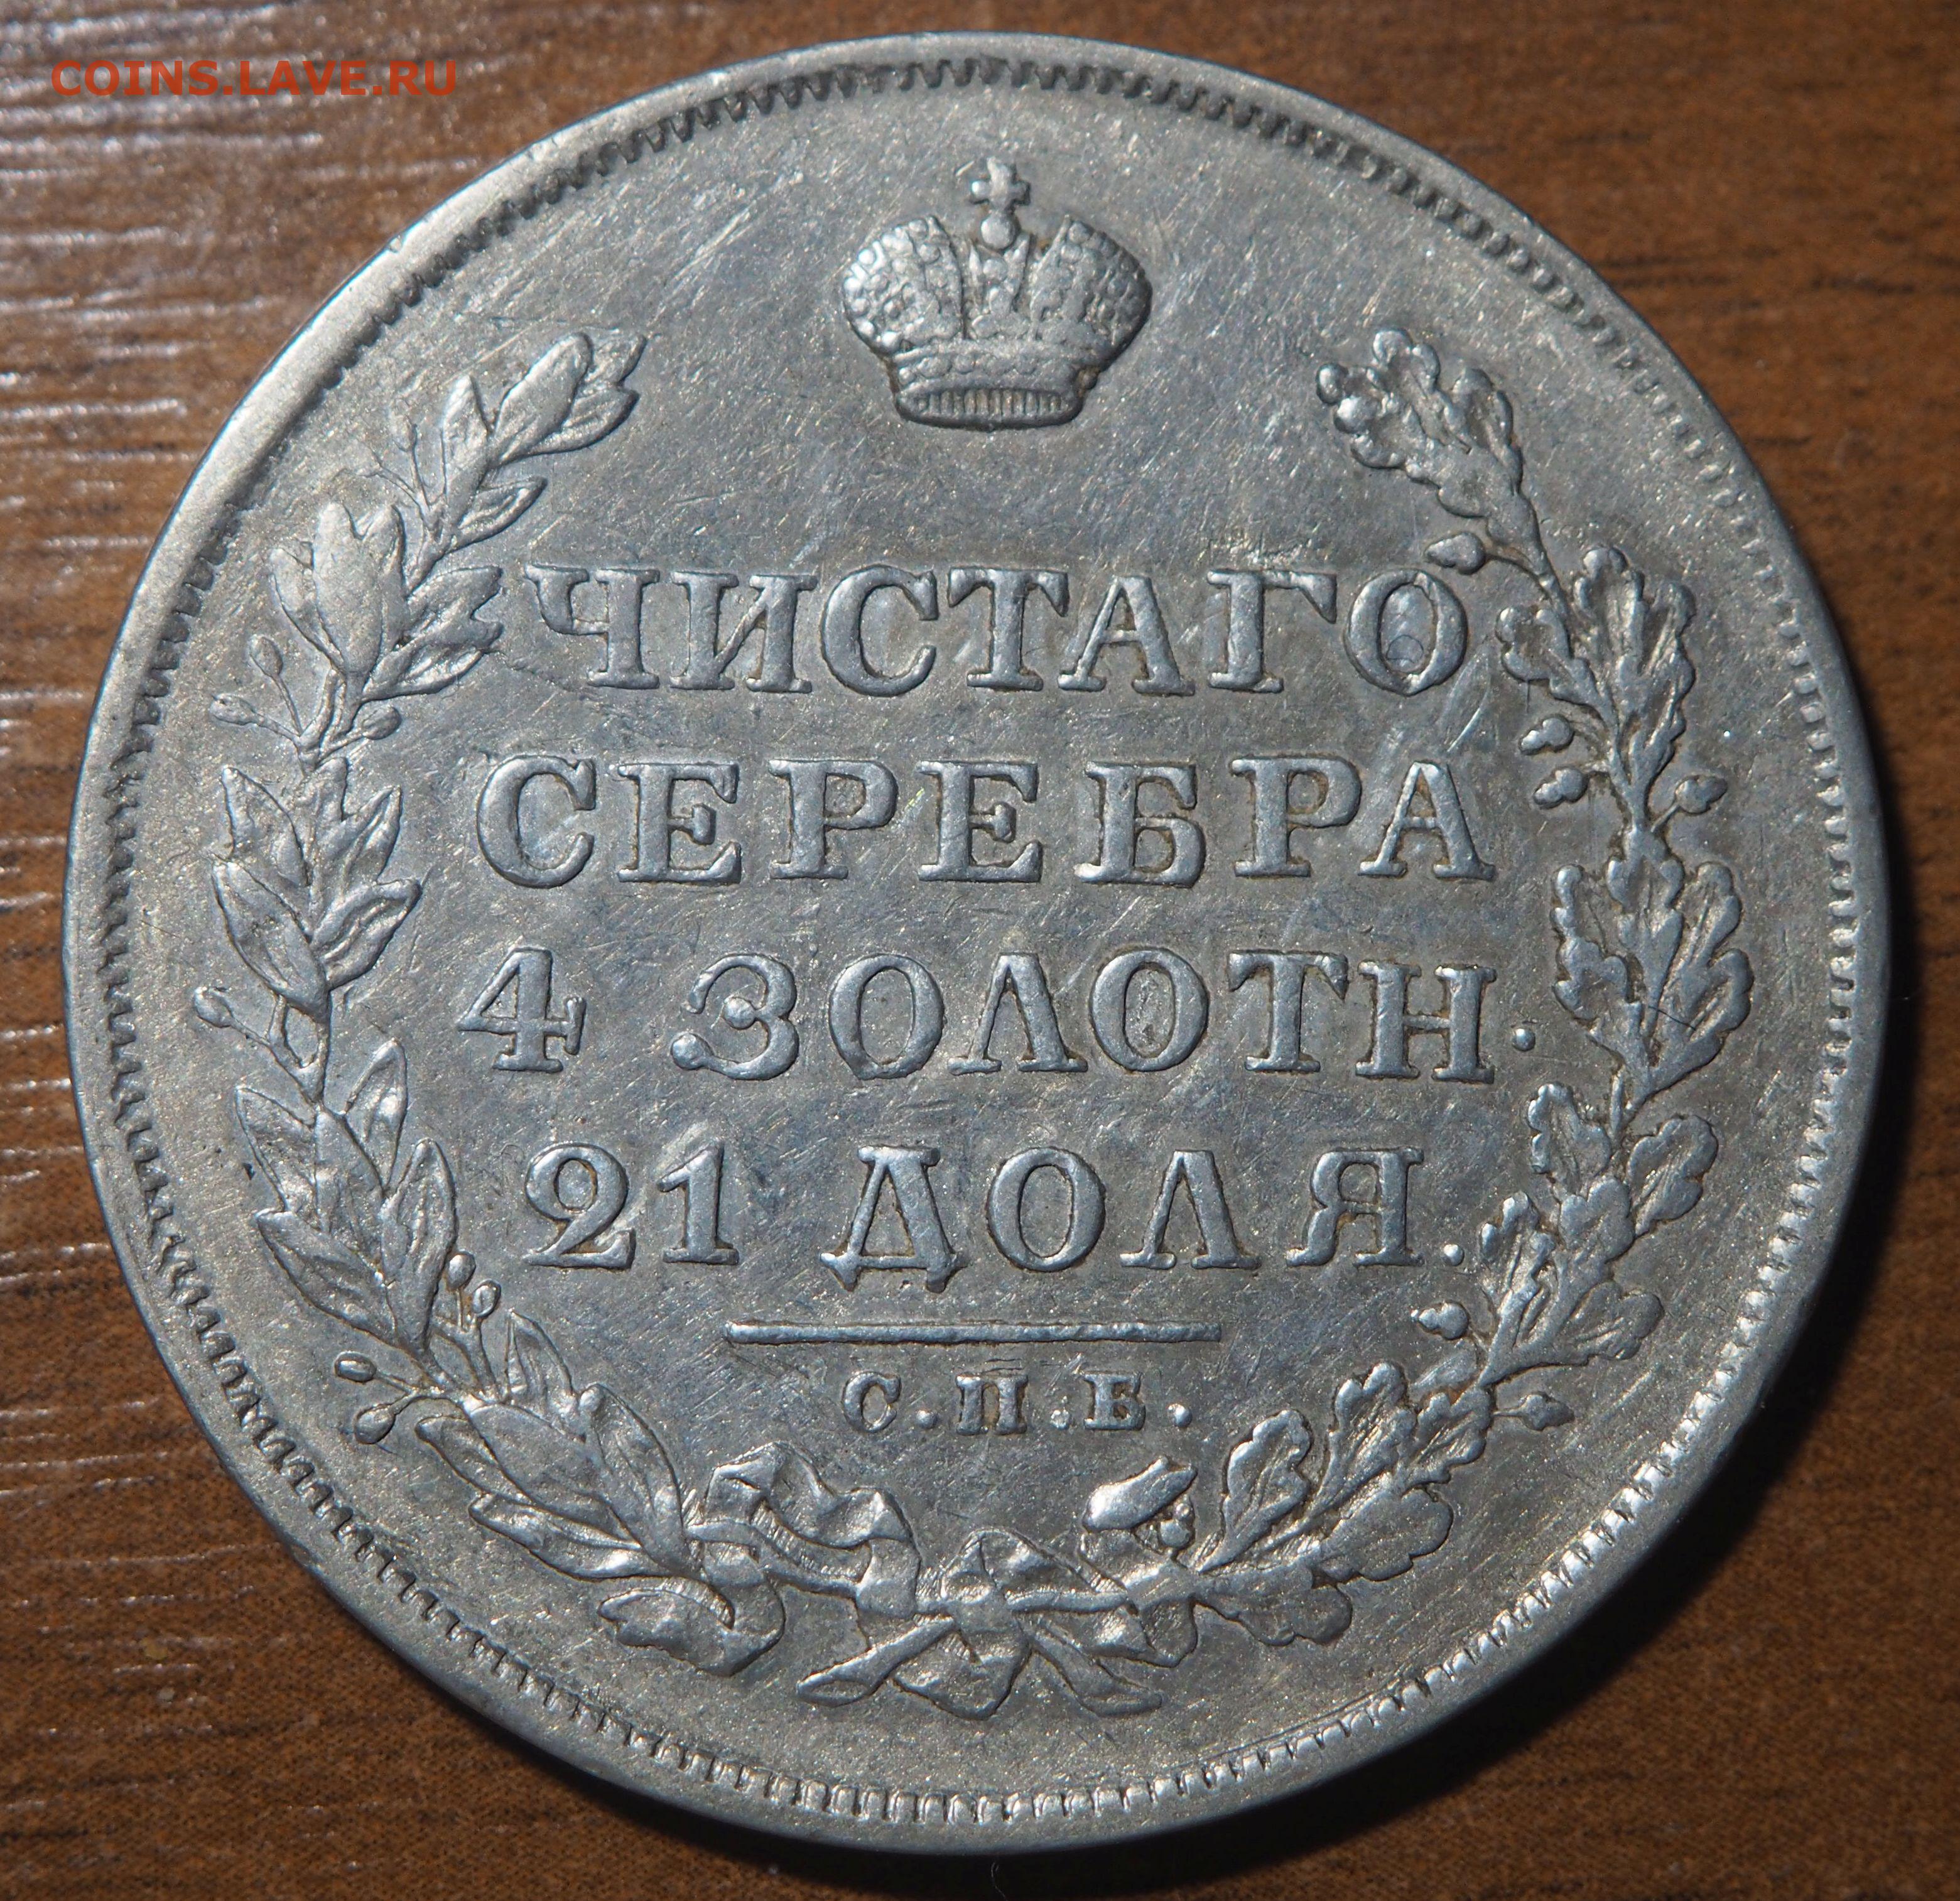 COINS.LAVE.RU
ЧИСТАГО
СЕРЕБРА
4 ЗОЛОТН.
21 ДОЛЯ.
С.П.Б.